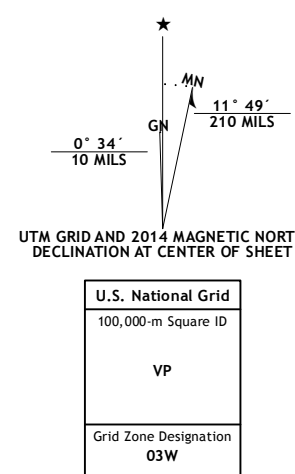 ★
MN
GN
11° 49´
210 MILS
0° 34´
10 MILS
UTM GRID AND 2014 MAGNETIC NORT
DECLINATION AT CENTER OF SHEET
U.S. National Grid
100,000-m Square ID
VP
Grid Zone Designation
03W